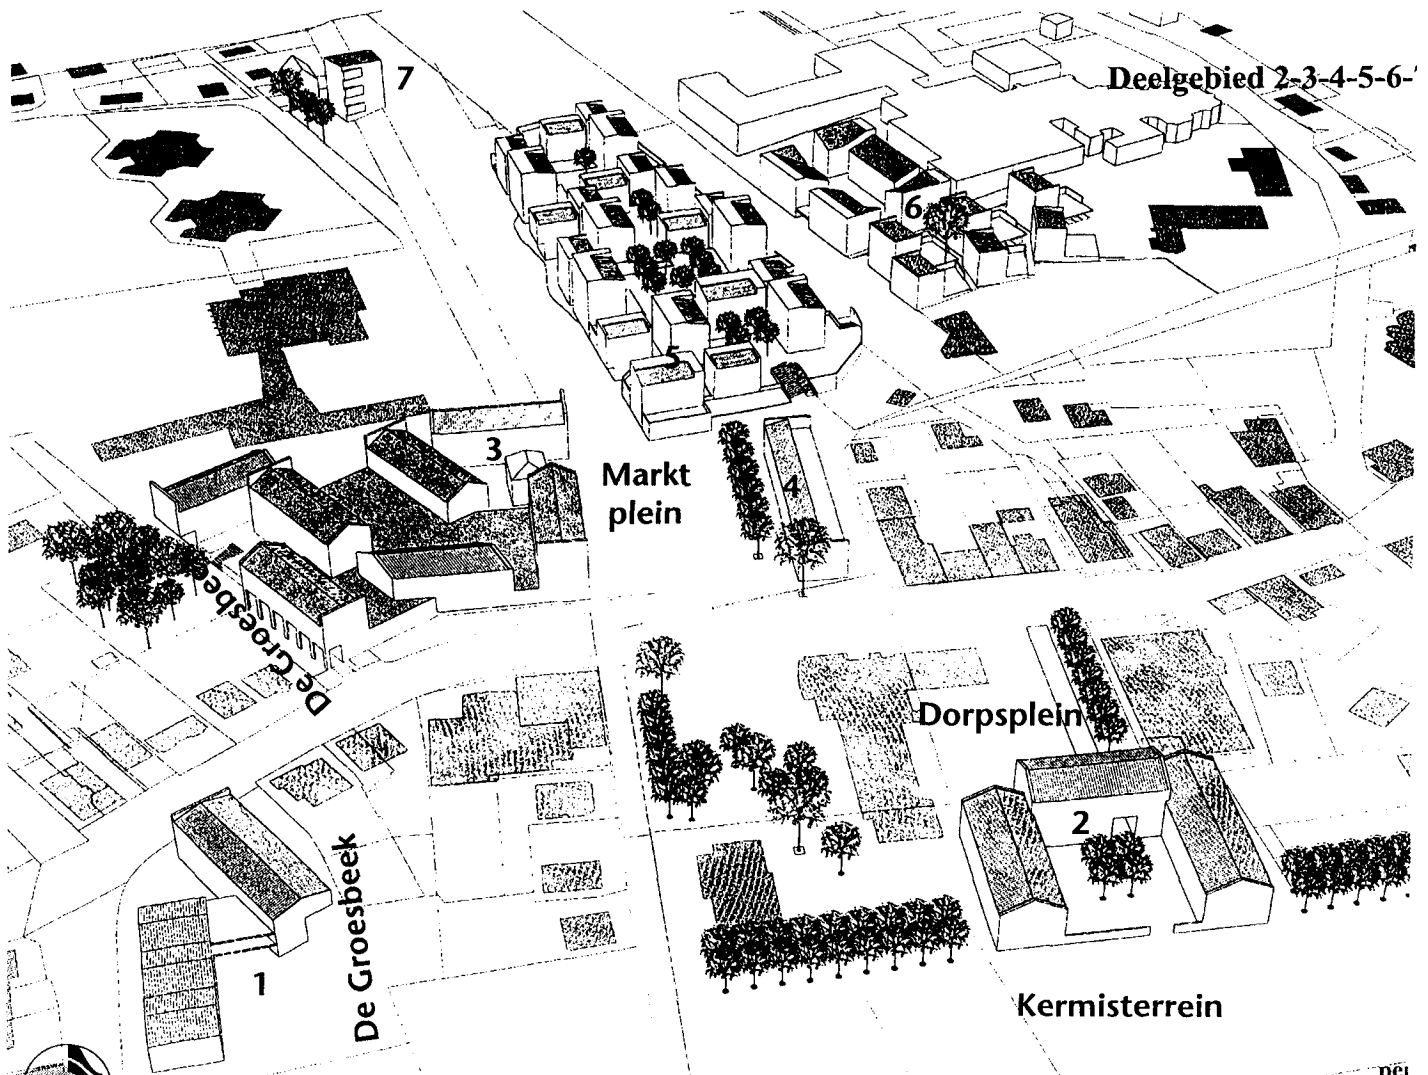 7
Deelgebied 2-3-4-5-6-
6
5
3
Markt
plein
4
De Groesbee
Dorpsplein
2
De Groesbeek
1
Kermisterrein